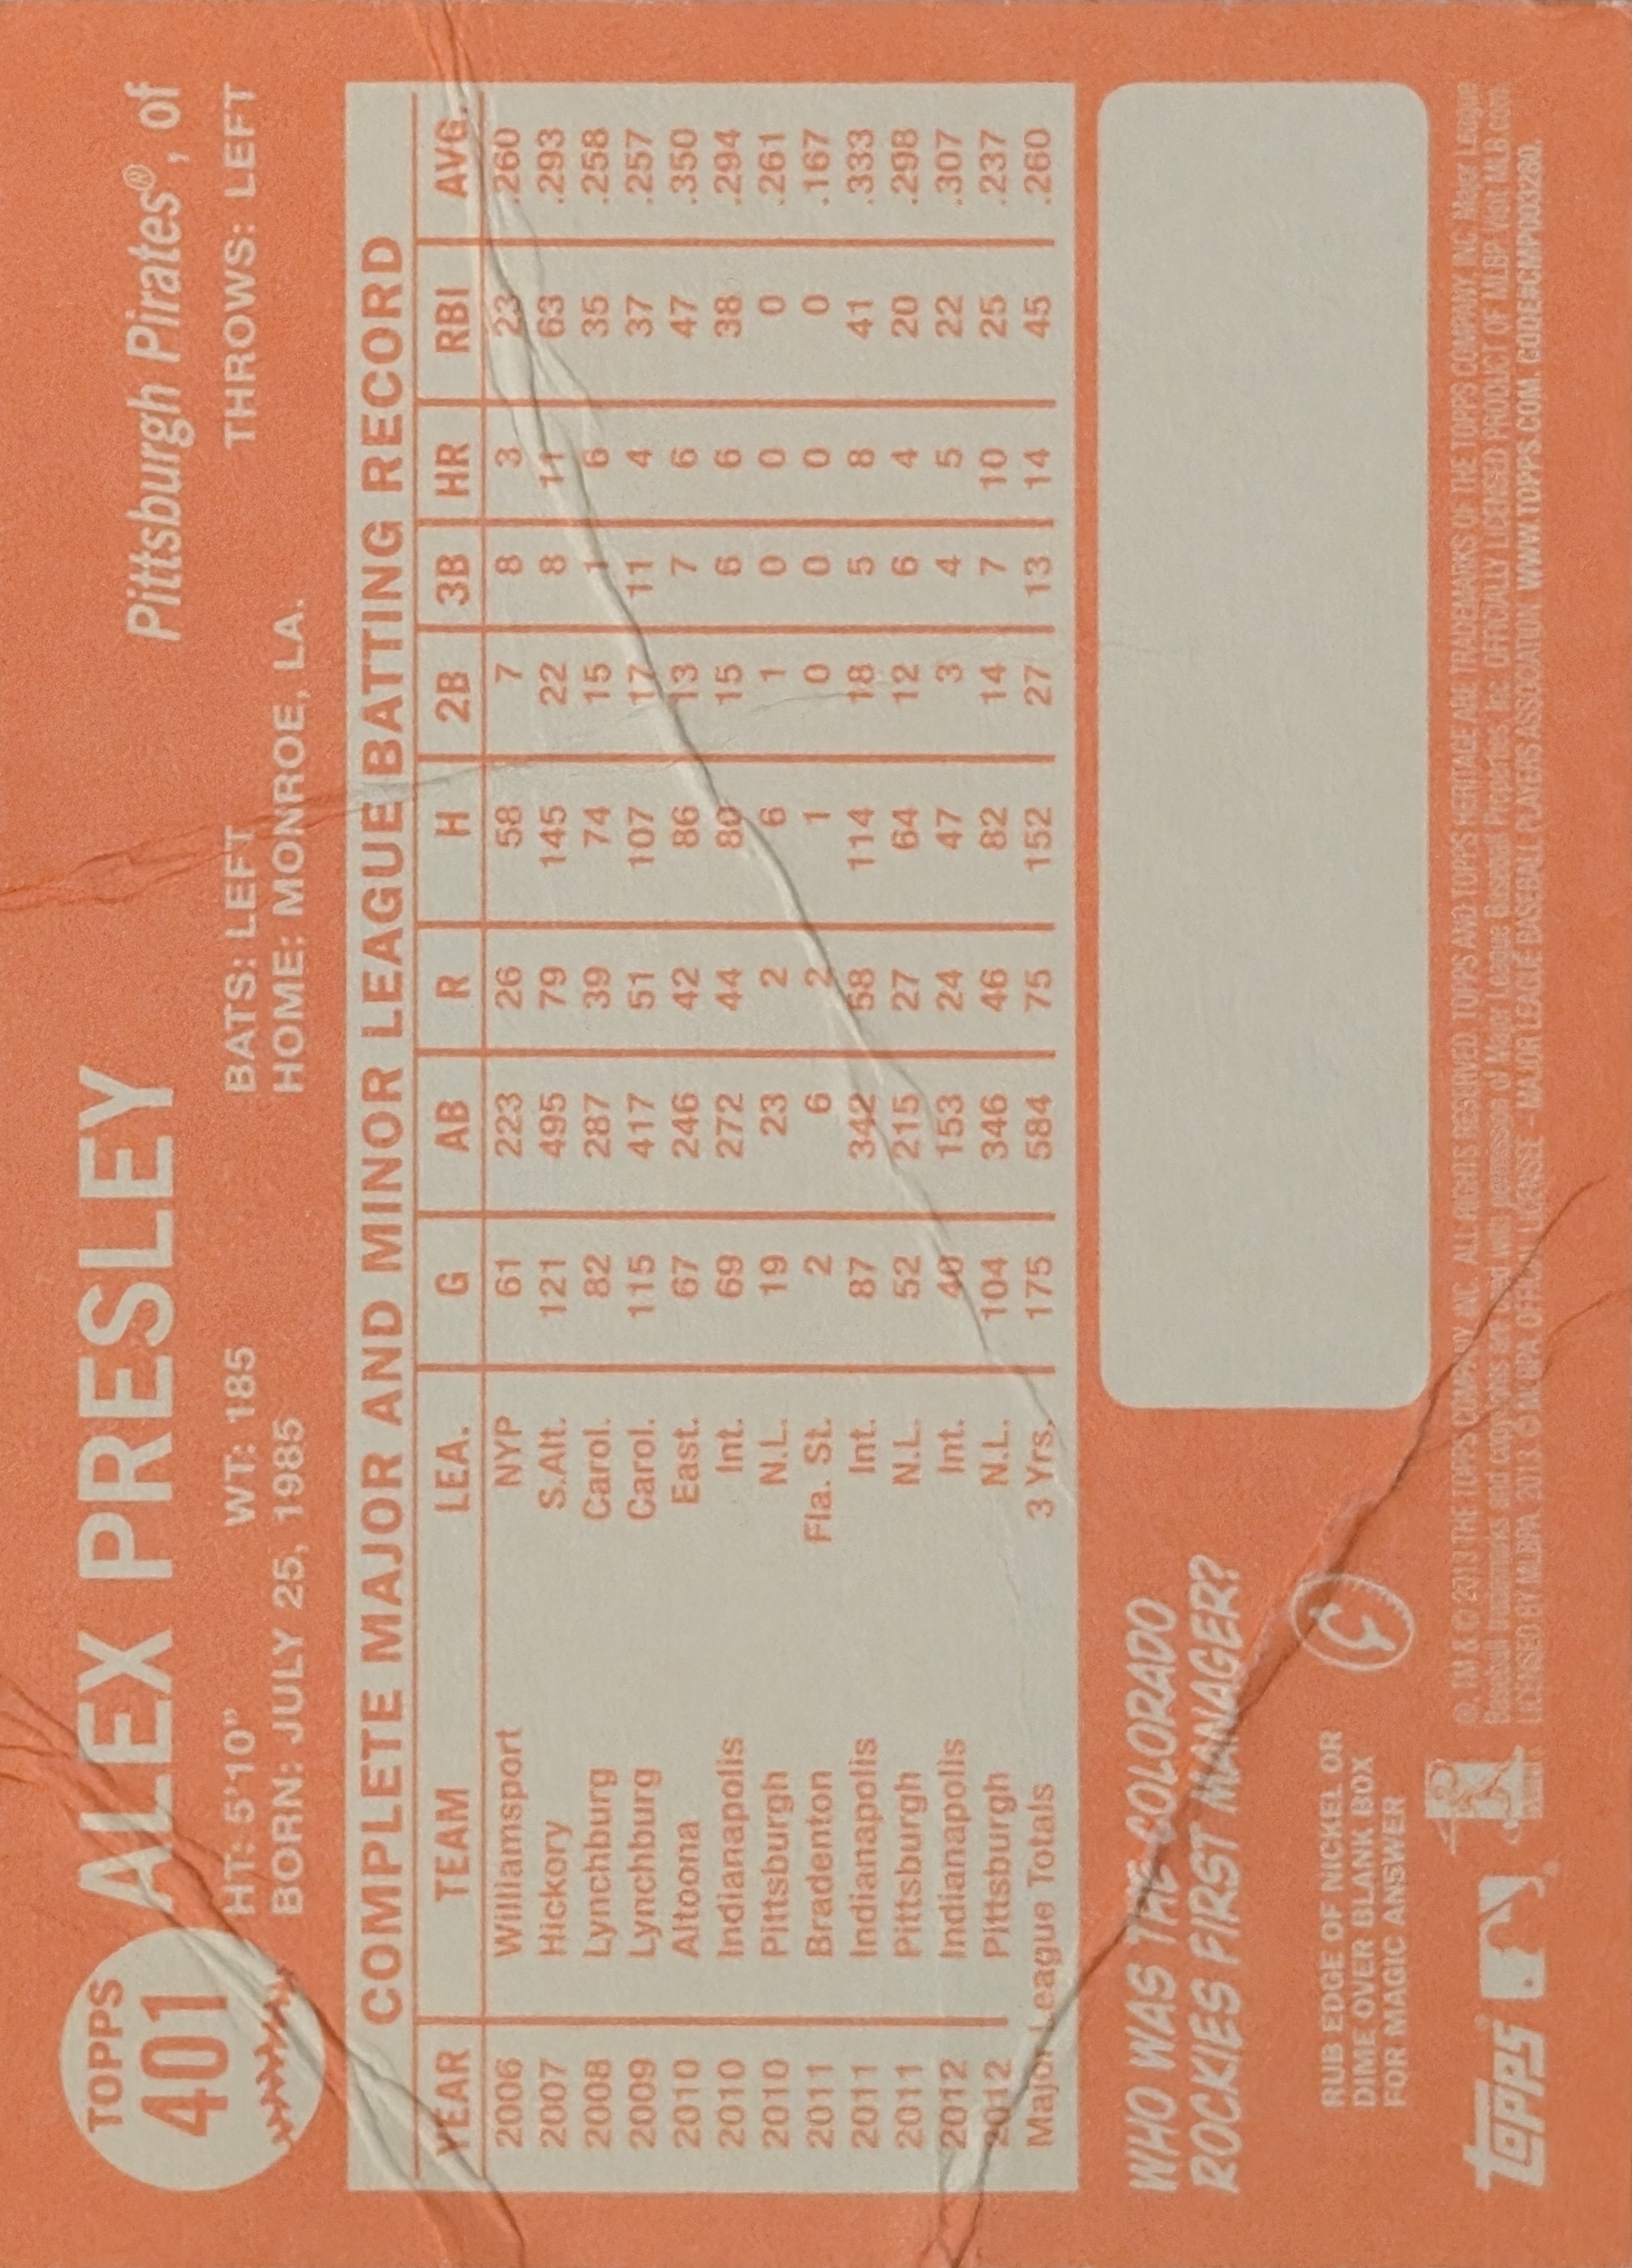 TOPPS
401
ALEX PRESLEY
Pittsburgh Pirates®, of
HT: 5'10" WT: 185 BATS: LEFT THROWS: LEFT
BORN: JULY 25, 1985 HOME: MONROE, LA.
COMPLETE MAJOR AND MINOR LEAGUE BATTING RECORD
YEAR TEAM LEA. G AB R H 2B 3B HR RBI AVG.
2006 Williamsport NYP 61 223 26 58 7 8 3 23 .260
2007 Hickory S.Alt. 121 495 79 145 22 8 11 63 .293
2008 Lynchburg Carol. 82 287 39 74 15 1 6 35 .258
2009 Lynchburg Carol. 115 417 51 107 17 11 4 37 .257
2010 Altoona East. 67 246 42 86 13 7 6 47 .350
2010 Indianapolis Int. 69 272 44 80 15 6 6 38 .294
2010 Pittsburgh N.L. 19 23 2 6 1 0 0 0 .261
2011 Bradenton Fla. St. 2 6 2 1 0 0 0 0 .167
2011 Indianapolis Int. 87 342 58 114 18 5 8 41 .333
2011 Pittsburgh N.L. 52 215 27 64 12 6 4 20 .298
2012 Indianapolis Int. 40 153 24 47 3 4 5 22 .307
2012 Pittsburgh N.L. 104 346 46 82 14 7 10 25 .237
Major League Totals 3 Yrs. 175 584 75 152 27 13 14 45 .260
WHO WAS THE COLORADO
ROCKIES FIRST MANAGER?
RUB EDGE OF NICKEL OR
DIME OVER BLANK BOX
FOR MAGIC ANSWER
topps
® TM & © 2013 THE TOPPS COMPANY, INC. ALL RIGHTS RESERVED. TOPPS AND TOPPS HERITAGE ARE TRADEMARKS OF THE TOPPS COMPANY, INC. Major League
Baseball trademarks and copyrights are used with permission of Major League Baseball Properties, Inc. OFFICIALLY LICENSED PRODUCT OF MLBP visit MLB.com
LICENSED BY MLBPA, 2013 © MLBPA OFFICIAL LICENSEE - MAJOR LEAGUE BASEBALL PLAYERS ASSOCIATION. WWW.TOPPS.COM. CODE#CMP003260.